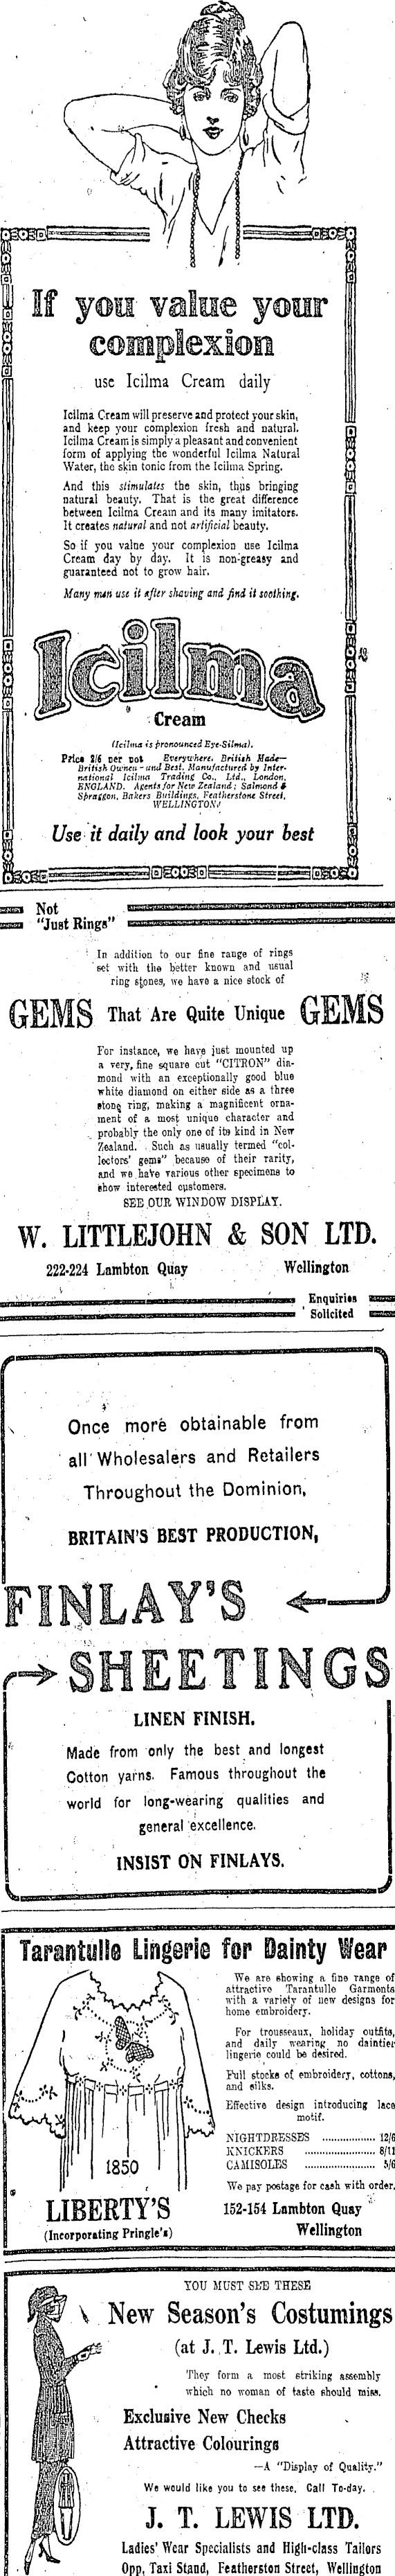 If you value your
complexion
use Icilma Cream daily
Icilma Cream will preserve and protect your skin,
and keep your complexion fresh and natural.
Icilma Cream is simply a pleasant and convenient
form of applying the wonderful Icilma Natural
Water, the skin tonic from the Icilma Spring.
And this stimulates the skin, thus bringing
natural beauty. That is the great difference
between Icilma Cream and its many imitators.
It creates natural and not artificial beauty.
So if you value your complexion use Icilma
Cream day by day. It is non-greasy and
guaranteed not to grow hair.
Many men use it after shaving and find it soothing.
Icilma
Cream
(Icilma is pronounced Eye-Silma).
Price 2/6 per pot Everywhere. British Made—
British Owned—and Best. Manufactured by Inter-
national Icilma Trading Co., Ltd., London,
ENGLAND. Agents for New Zealand: Salmond &
Spraggon, Bakers Buildings, Featherstone Street,
WELLINGTON.
Use it daily and look your best
Not
"Just Rings"
In addition to our fine range of rings
set with the better known and usual
ring stones, we have a nice stock of
GEMS That Are Quite Unique GEMS
For instance, we have just mounted up
a very fine square cut "CITRON" dia-
mond with an exceptionally good blue
white diamond on either side as a three
stone ring, making a magnificent orna-
ment of a most unique character and
probably the only one of its kind in New
Zealand. Such as usually termed "col-
lectors' gems" because of their rarity,
and we have various other specimens to
show interested customers.
SEE OUR WINDOW DISPLAY.
W. LITTLEJOHN & SON LTD.
222-224 Lambton Quay Wellington
Enquiries
Solicited
Once more obtainable from
all Wholesalers and Retailers
Throughout the Dominion,
BRITAIN'S BEST PRODUCTION,
FINLAY'S
SHEETINGS
LINEN FINISH.
Made from only the best and longest
Cotton yarns. Famous throughout the
world for long-wearing qualities and
general excellence.
INSIST ON FINLAYS.
Tarantulle Lingerie for Dainty Wear
We are showing a fine range of
attractive Tarantulle Garments
with a variety of new designs for
home embroidery.
For trousseaux, holiday outfits,
and daily wearing no daintier
lingerie could be desired.
Full stocks of embroidery, cottons,
and silks.
Effective design introducing lace
motif.
NIGHTDRESSES ............... 12/6
KNICKERS ...................... 8/11
CAMISOLES ...................... 5/6
We pay postage for cash with order.
1850
LIBERTY'S
(Incorporating Pringle's)
152-154 Lambton Quay
Wellington
YOU MUST SEE THESE
New Season's Costumings
(at J. T. Lewis Ltd.)
They form a most striking assembly
which no woman of taste should miss.
Exclusive New Checks
Attractive Colourings
—A "Display of Quality."
We would like you to see these. Call To-day.
J. T. LEWIS LTD.
Ladies' Wear Specialists and High-class Tailors
Opp. Taxi Stand, Featherston Street, Wellington